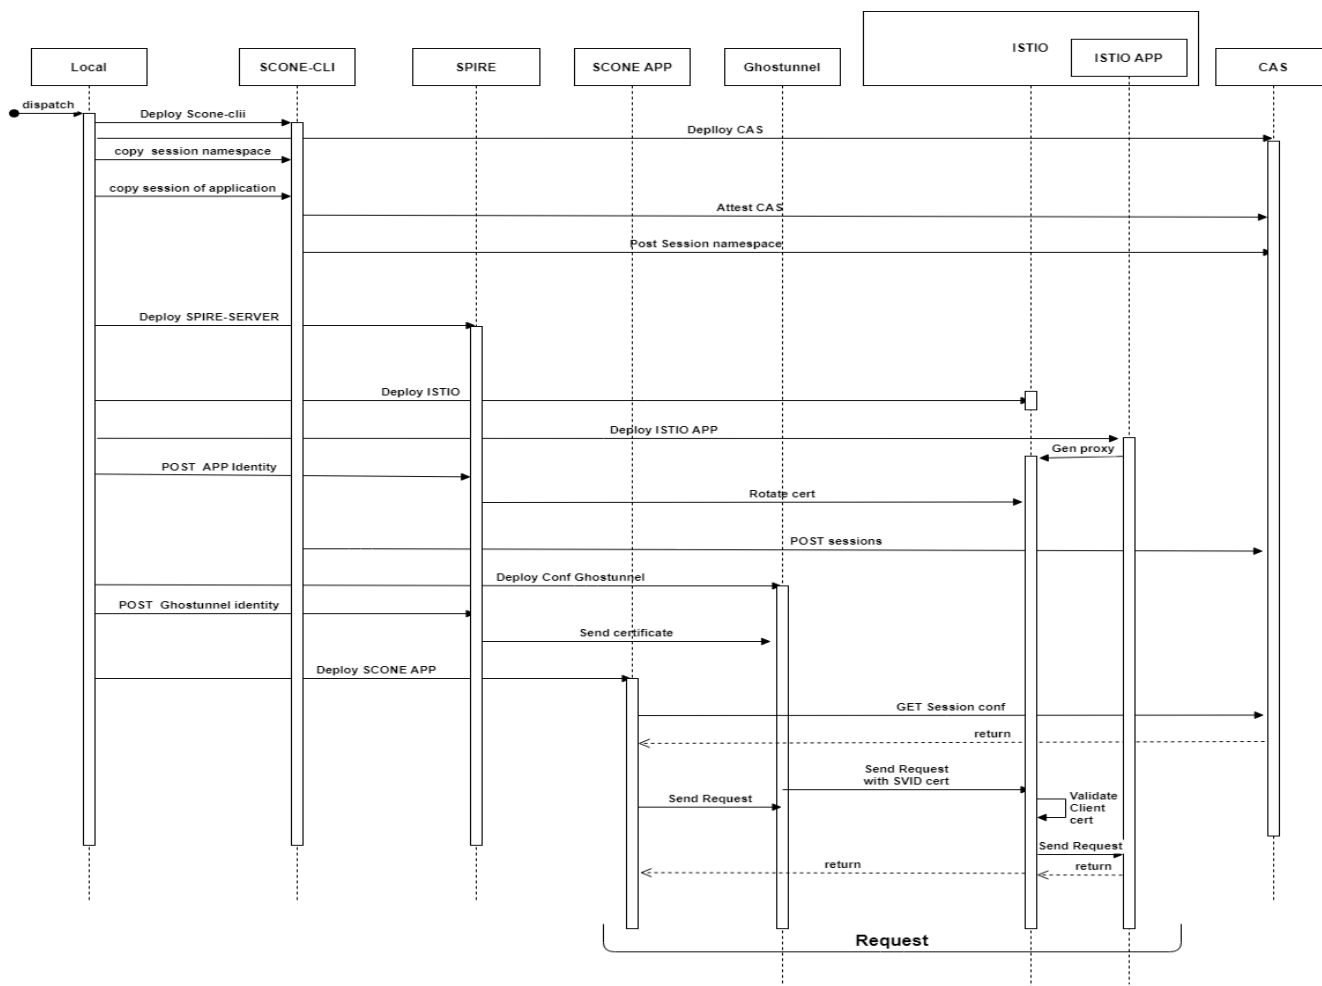 ISTIO
Local
SCONE-CLI
SPIRE
SCONE APP
Ghostunnel
ISTIO APP
CAS
dispatch
Deploy Scone-clii
Deplloy CAS
copy session namespace
copy session of application
Attest CAS
Post Session namespace
Deploy SPIRE-SERVER
Deploy ISTIO
Deploy ISTIO APP
Gen proxy
POST APP Identity
Rotate cert
POST sessions
Deploy Conf Ghostunnel
POST Ghostunnel identity
Send certificate
Deploy SCONE APP
GET Session conf
return
Send Request
with SVID cert
Send Request
Validate
Client
cert
Send Request
return
return
Request